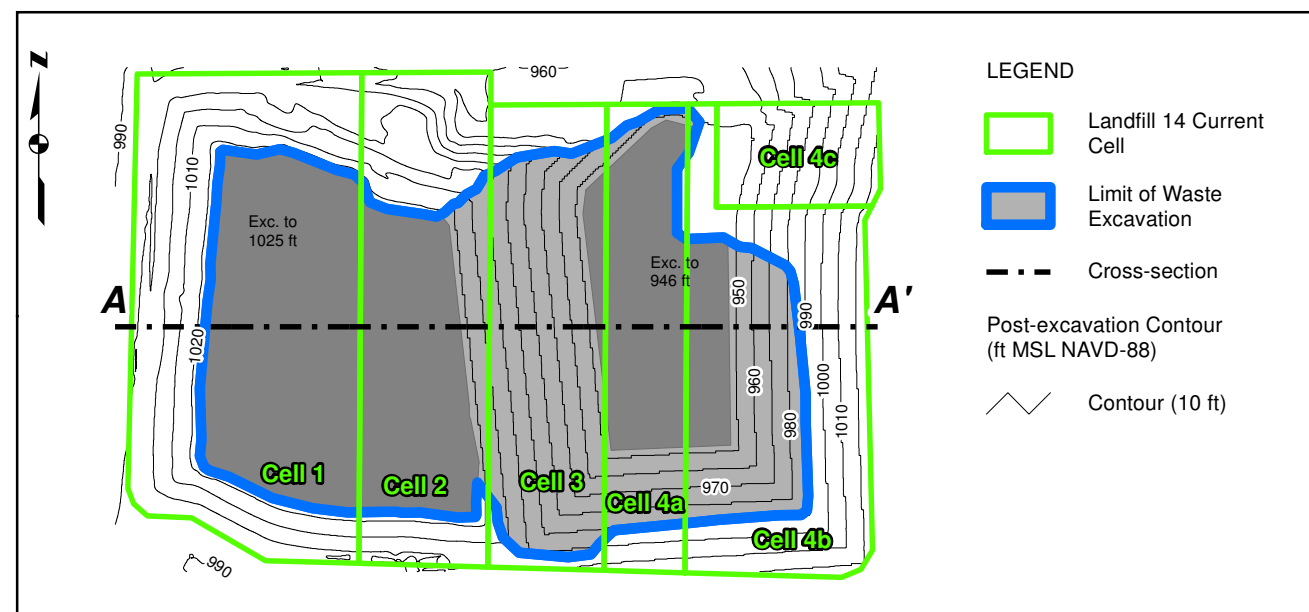 N
960
990
1010
Exc. to
1025 ft
Cell 4c
Exc. to
946 ft
A
A'
950
990
1020
960
1000
1010
980
970
Cell 1
Cell 2
Cell 3
Cell 4a
Cell 4b
990
LEGEND
Landfill 14 Current
Cell
Limit of Waste
Excavation
Cross-section
Post-excavation Contour
(ft MSL NAVD-88)
Contour (10 ft)